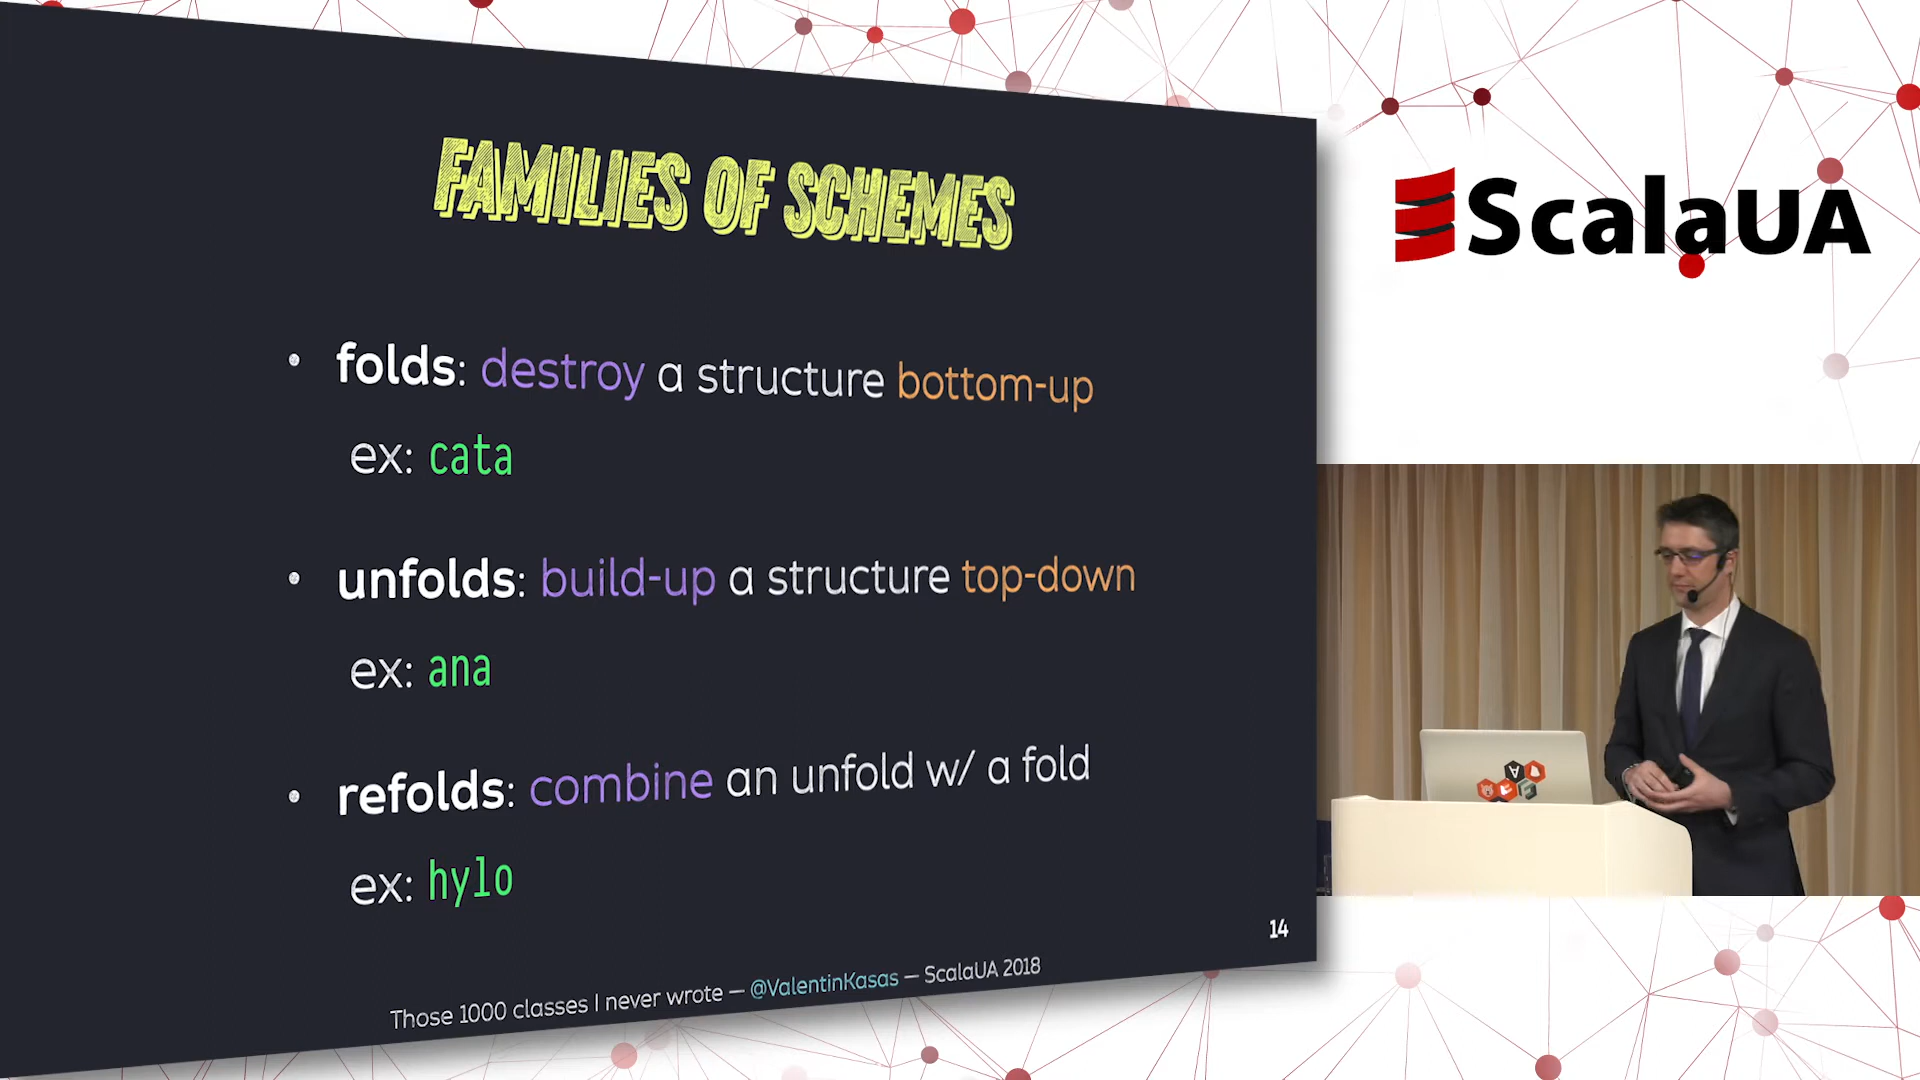 FAMILIES OF SCHEMES
• folds: destroy a structure bottom-up
ex: cata
• unfolds: build-up a structure top-down
ex: ana
• refolds: combine an unfold w/ a fold
ex: hylo
14
Those 1000 classes I never wrote — @ValentinKasas — ScalaUA 2018
ScalaUA